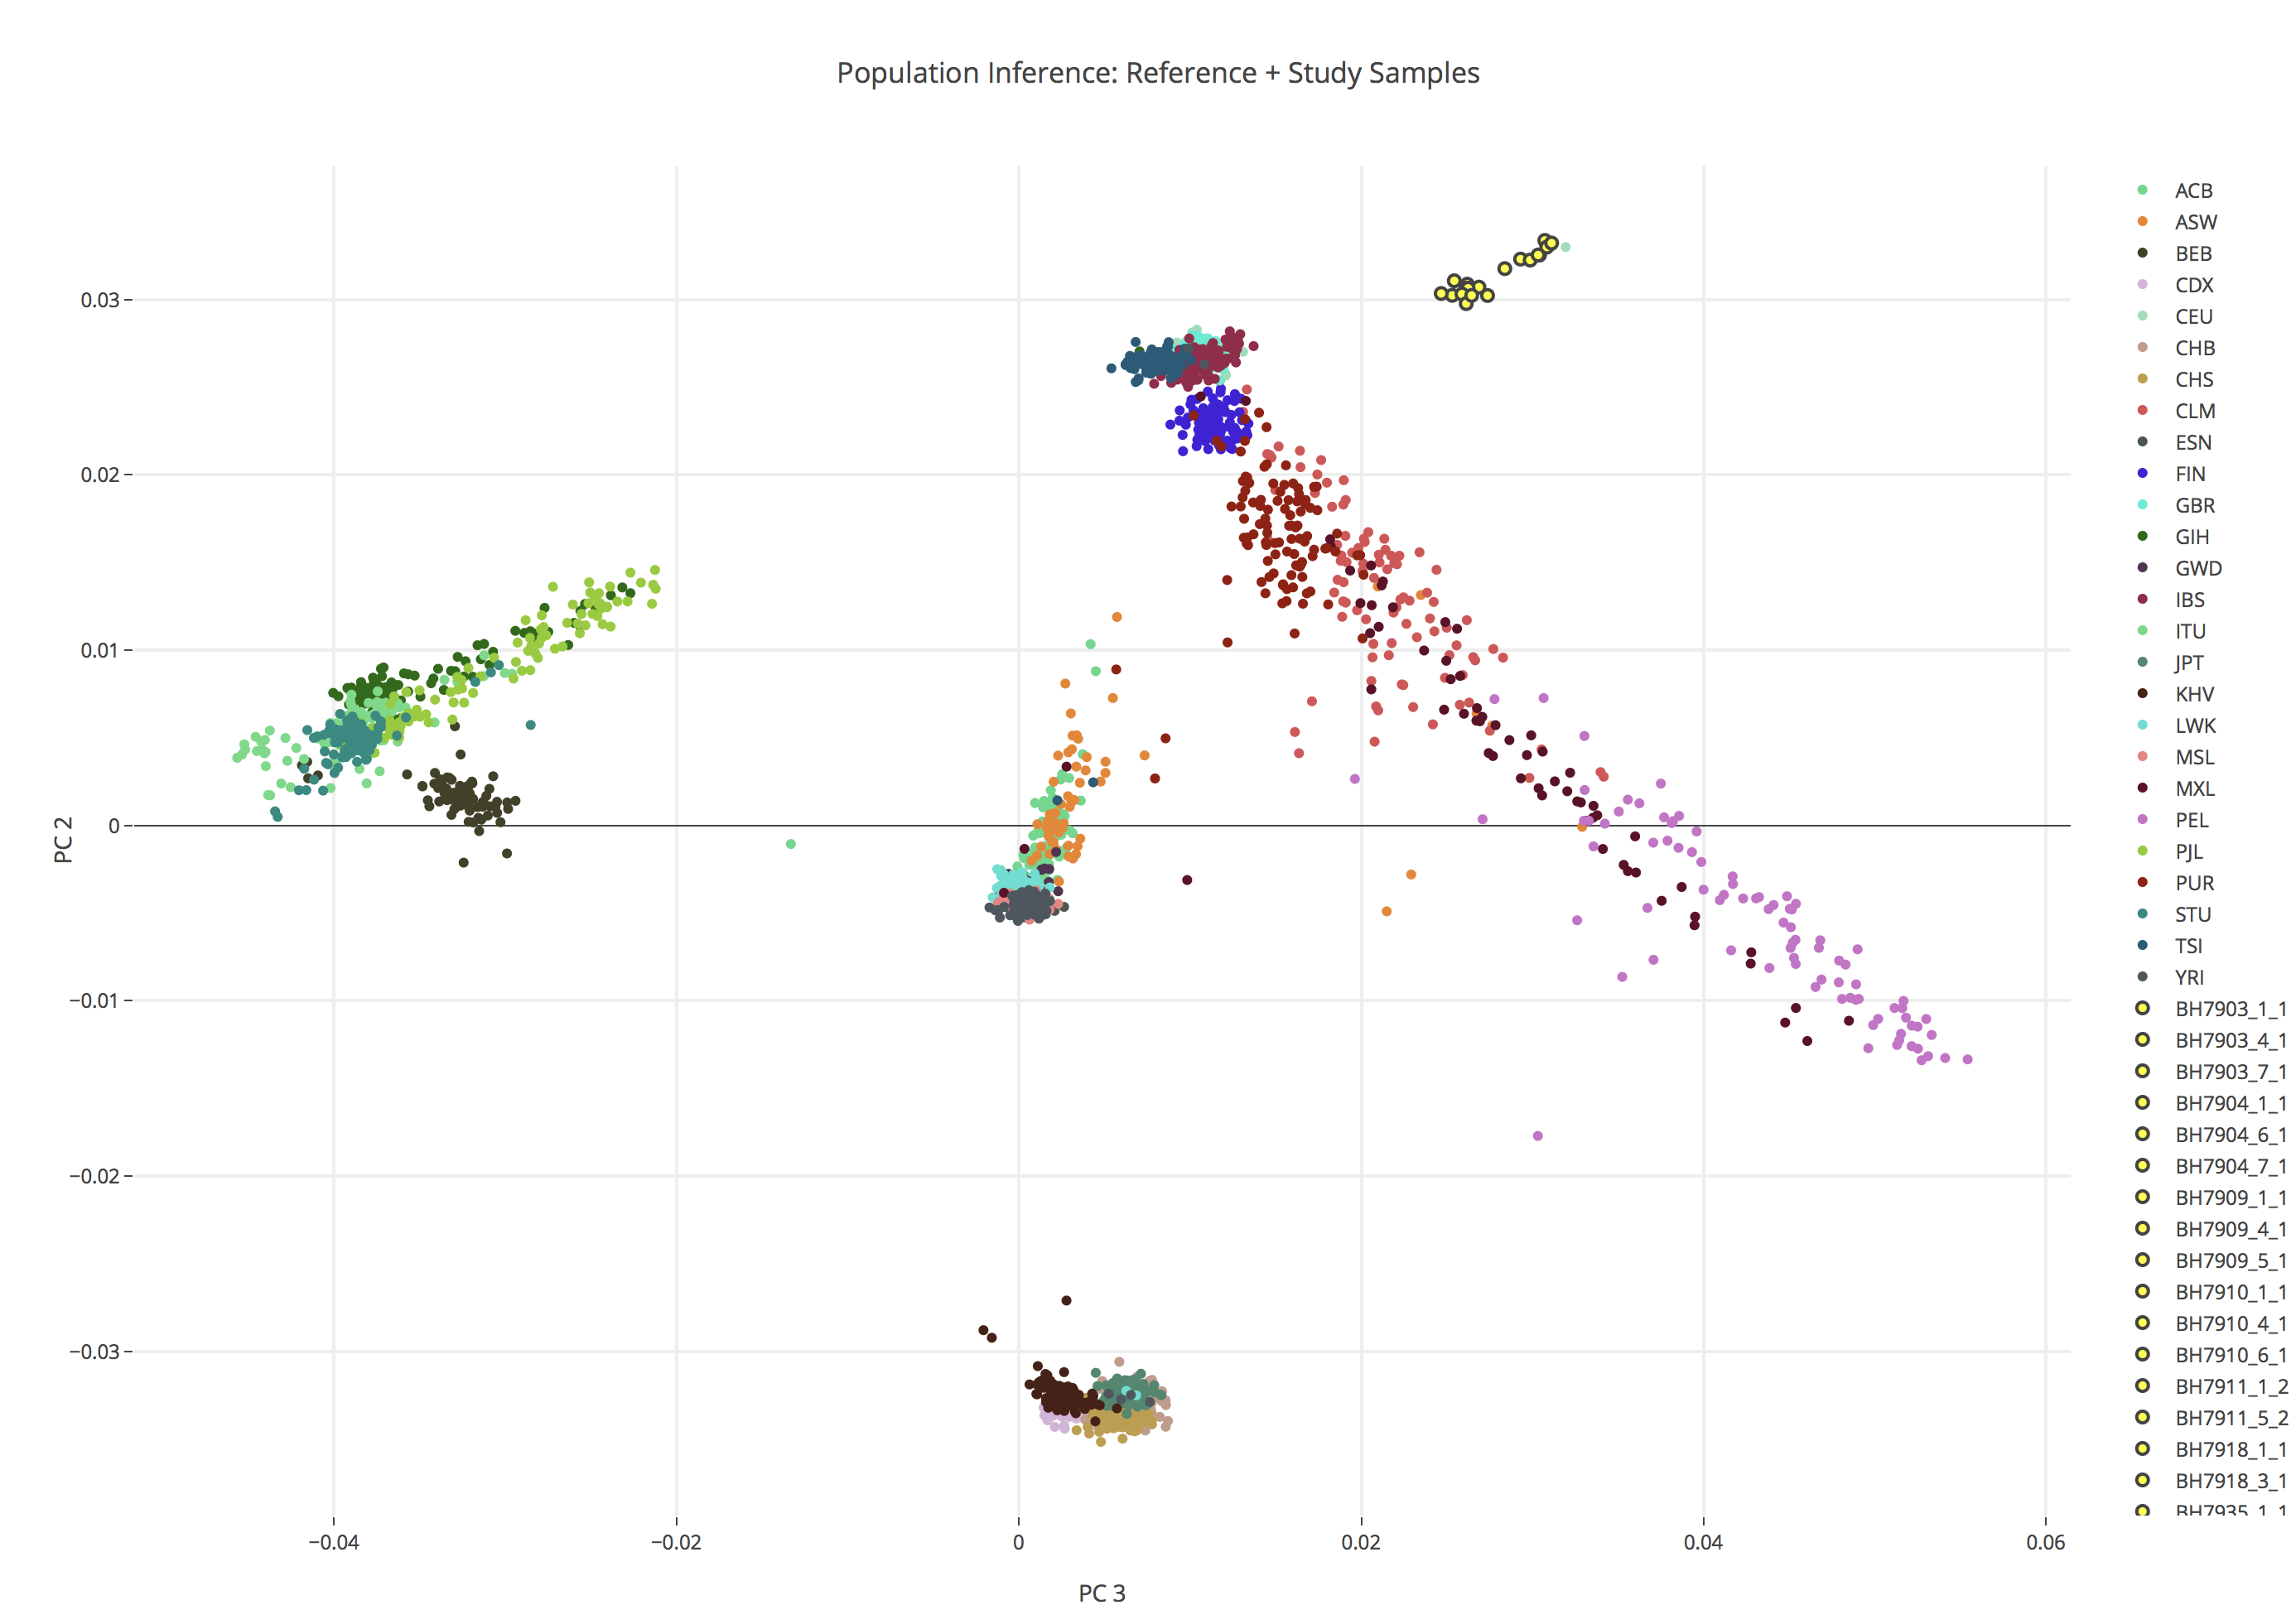 Population Inference: Reference + Study Samples
PC 2
0.03
0.02
0.01
0
−0.01
−0.02
−0.03
−0.04
−0.02
0
0.02
0.04
0.06
PC 3
ACB
ASW
BEB
CDX
CEU
CHB
CHS
CLM
ESN
FIN
GBR
GIH
GWD
IBS
ITU
JPT
KHV
LWK
MSL
MXL
PEL
PJL
PUR
STU
TSI
YRI
BH7903_1_1
BH7903_4_1
BH7903_7_1
BH7904_1_1
BH7904_6_1
BH7904_7_1
BH7909_1_1
BH7909_4_1
BH7909_5_1
BH7910_1_1
BH7910_4_1
BH7910_6_1
BH7911_1_2
BH7911_5_2
BH7918_1_1
BH7918_3_1
BH7935_1_1